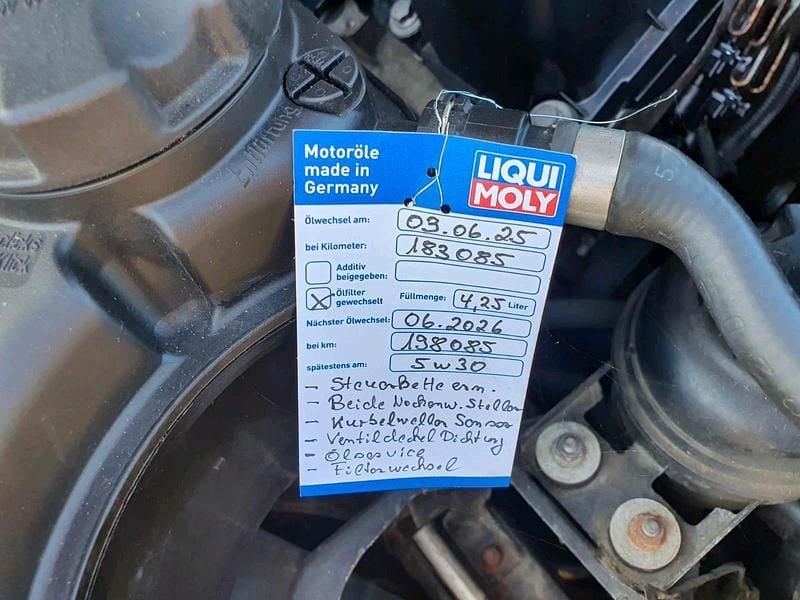 Entlüftung
Motoröle
made in
Germany
LIQUI
MOLY
Ölwechsel am: 03.06.25
bei Kilometer: 183085
Additiv
beigegeben:
Ölfilter
gewechselt
Füllmenge: 4,25 Liter
Nächster Ölwechsel: 06.2026
bei km: 198085
spätestens am: 5w30
- Steuerkette ern.
- Beide Nockenw. Steller
- Kurbelwellen Sensor
- Ventildeckel Dichtung
- Ölservice
- Filterwechsel